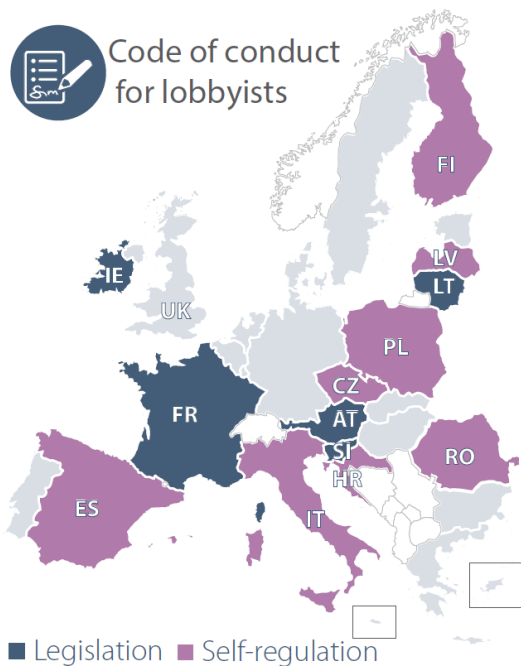 Code of conduct
for lobbyists
FI
LV
LT
IE
UK
PL
CZ
FR
AT
SI
RO
HR
ES
IT
Legislation Self-regulation